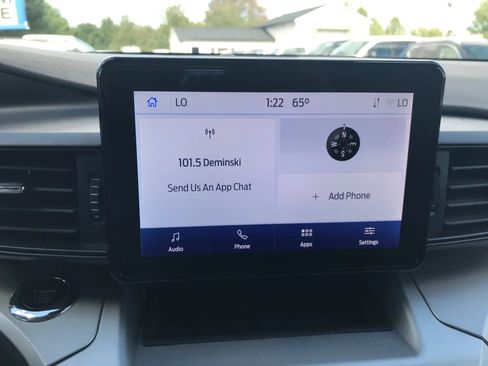 LO 1:22 65° LO
101.5 Deminski
Send Us An App Chat
N
W E
S
+ Add Phone
Audio Phone Apps Settings